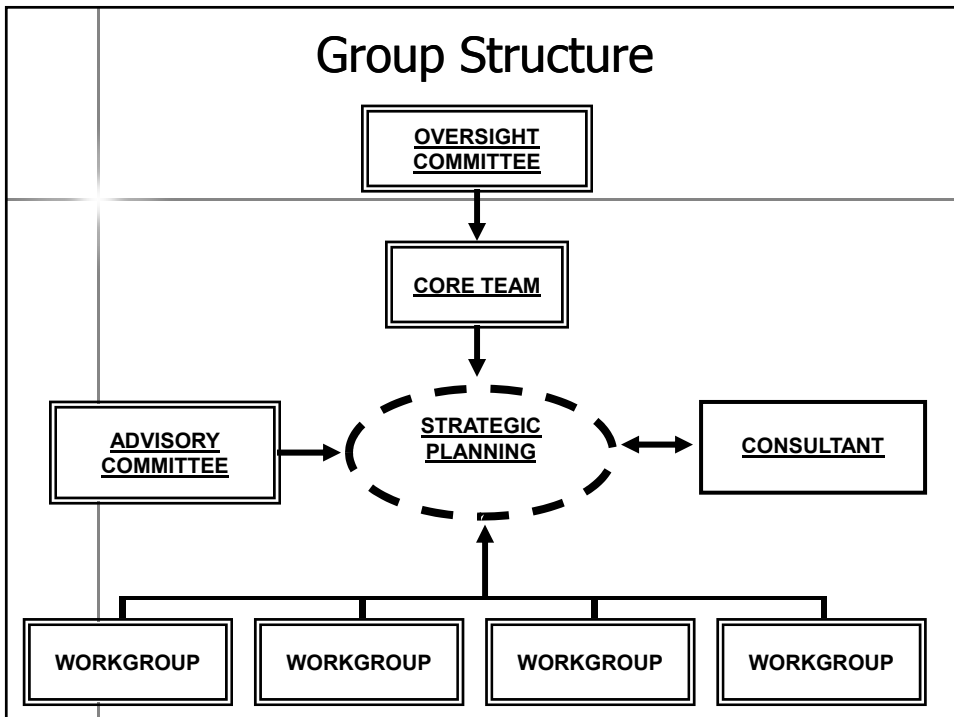 Group Structure
OVERSIGHT
COMMITTEE
CORE TEAM
STRATEGIC
PLANNING
ADVISORY
COMMITTEE
CONSULTANT
WORKGROUP
WORKGROUP
WORKGROUP
WORKGROUP